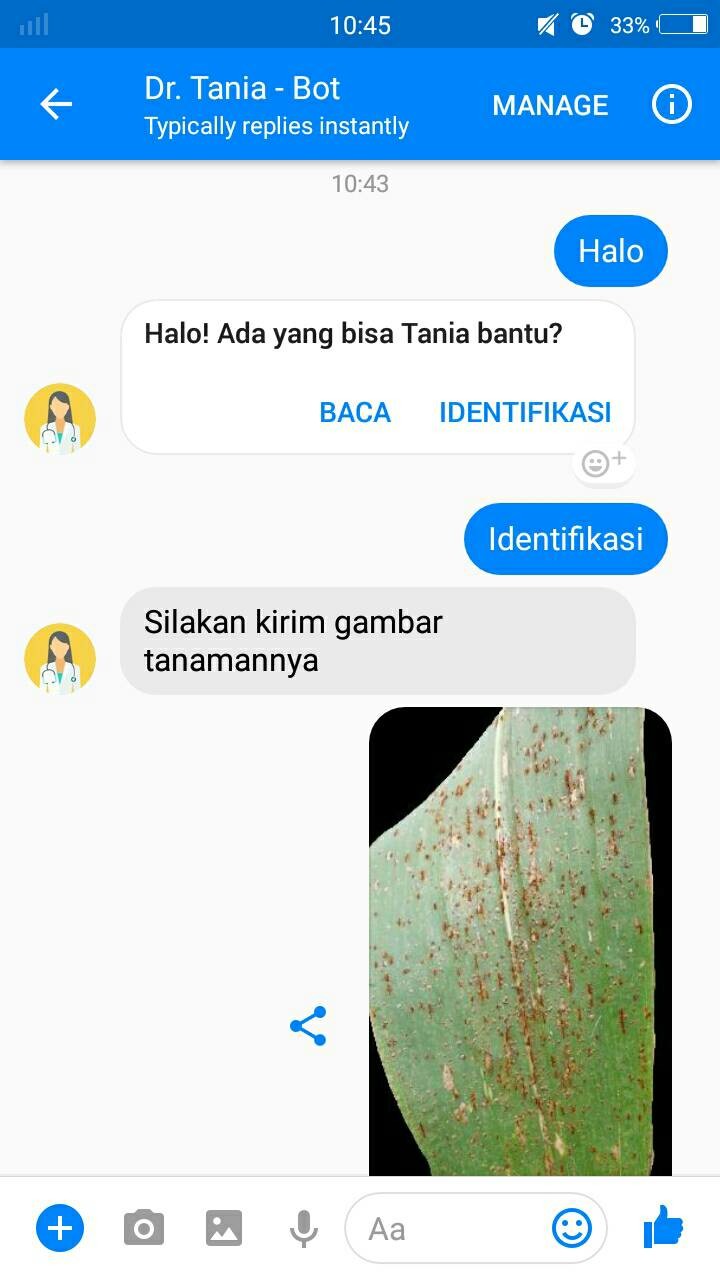 10:45
33%
Dr. Tania - Bot
MANAGE
Typically replies instantly
10:43
Halo
Halo! Ada yang bisa Tania bantu?
BACA IDENTIFIKASI
Identifikasi
Silakan kirim gambar
tanamannya
Aa